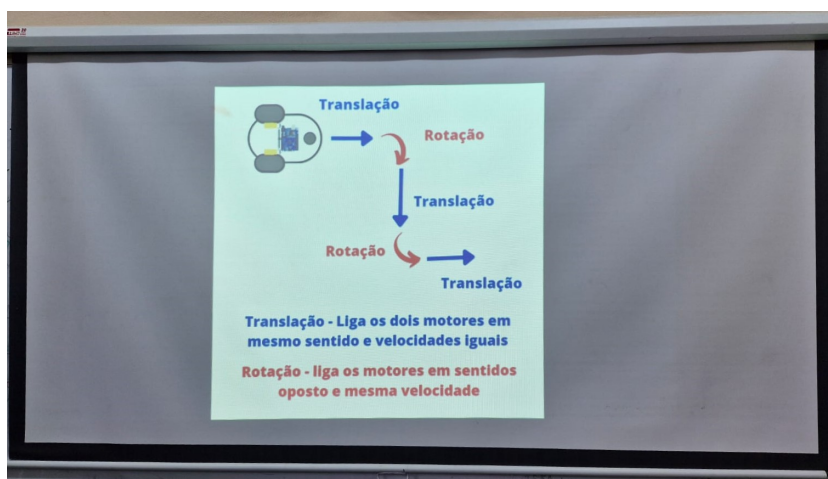 Translação
Rotação
Translação
Rotação
Translação
Translação - Liga os dois motores em
mesmo sentido e velocidades iguais
Rotação - liga os motores em sentidos
oposto e mesma velocidade